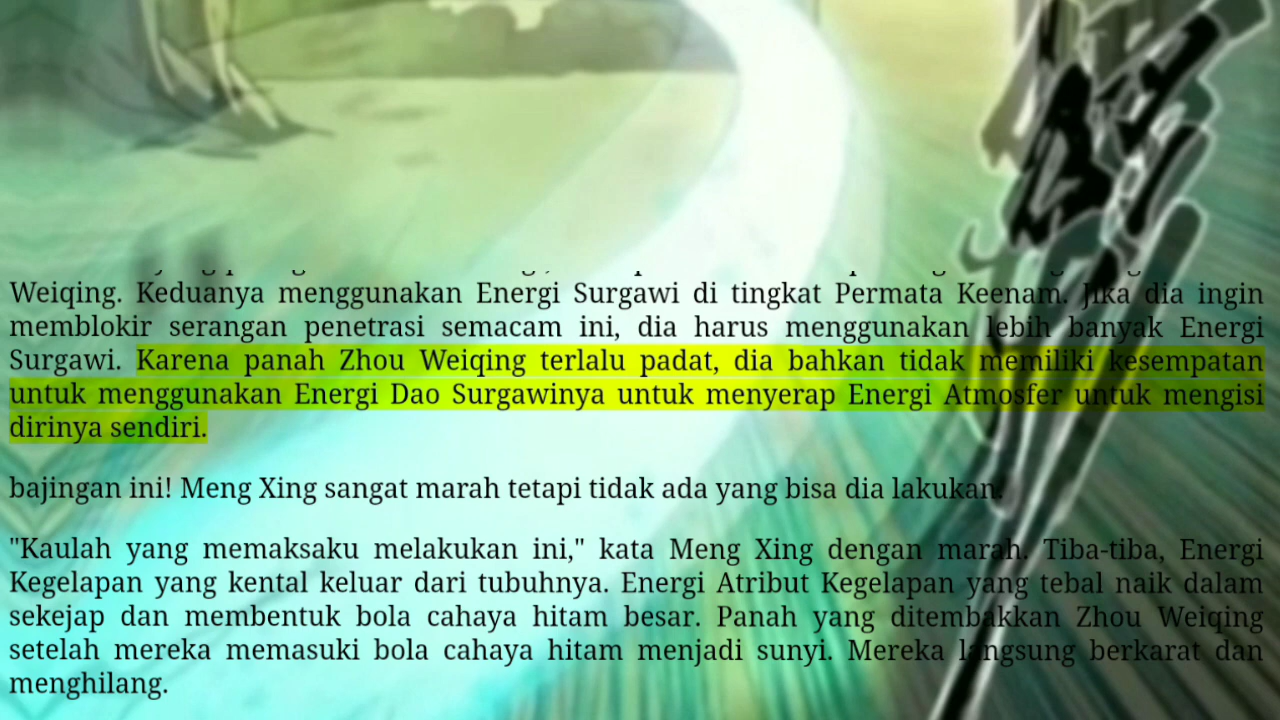 Weiqing. Keduanya menggunakan Energi Surgawi di tingkat Permata Keenam. Jika dia ingin
memblokir serangan penetrasi semacam ini, dia harus menggunakan lebih banyak Energi
Surgawi. Karena panah Zhou Weiqing terlalu padat, dia bahkan tidak memiliki kesempatan
untuk menggunakan Energi Dao Surgawinya untuk menyerap Energi Atmosfer untuk mengisi
dirinya sendiri.
bajingan ini! Meng Xing sangat marah tetapi tidak ada yang bisa dia lakukan.
"Kaulah yang memaksaku melakukan ini," kata Meng Xing dengan marah. Tiba-tiba, Energi
Kegelapan yang kental keluar dari tubuhnya. Energi Atribut Kegelapan yang tebal naik dalam
sekejap dan membentuk bola cahaya hitam besar. Panah yang ditembakkan Zhou Weiqing
setelah mereka memasuki bola cahaya hitam menjadi sunyi. Mereka langsung berkarat dan
menghilang.